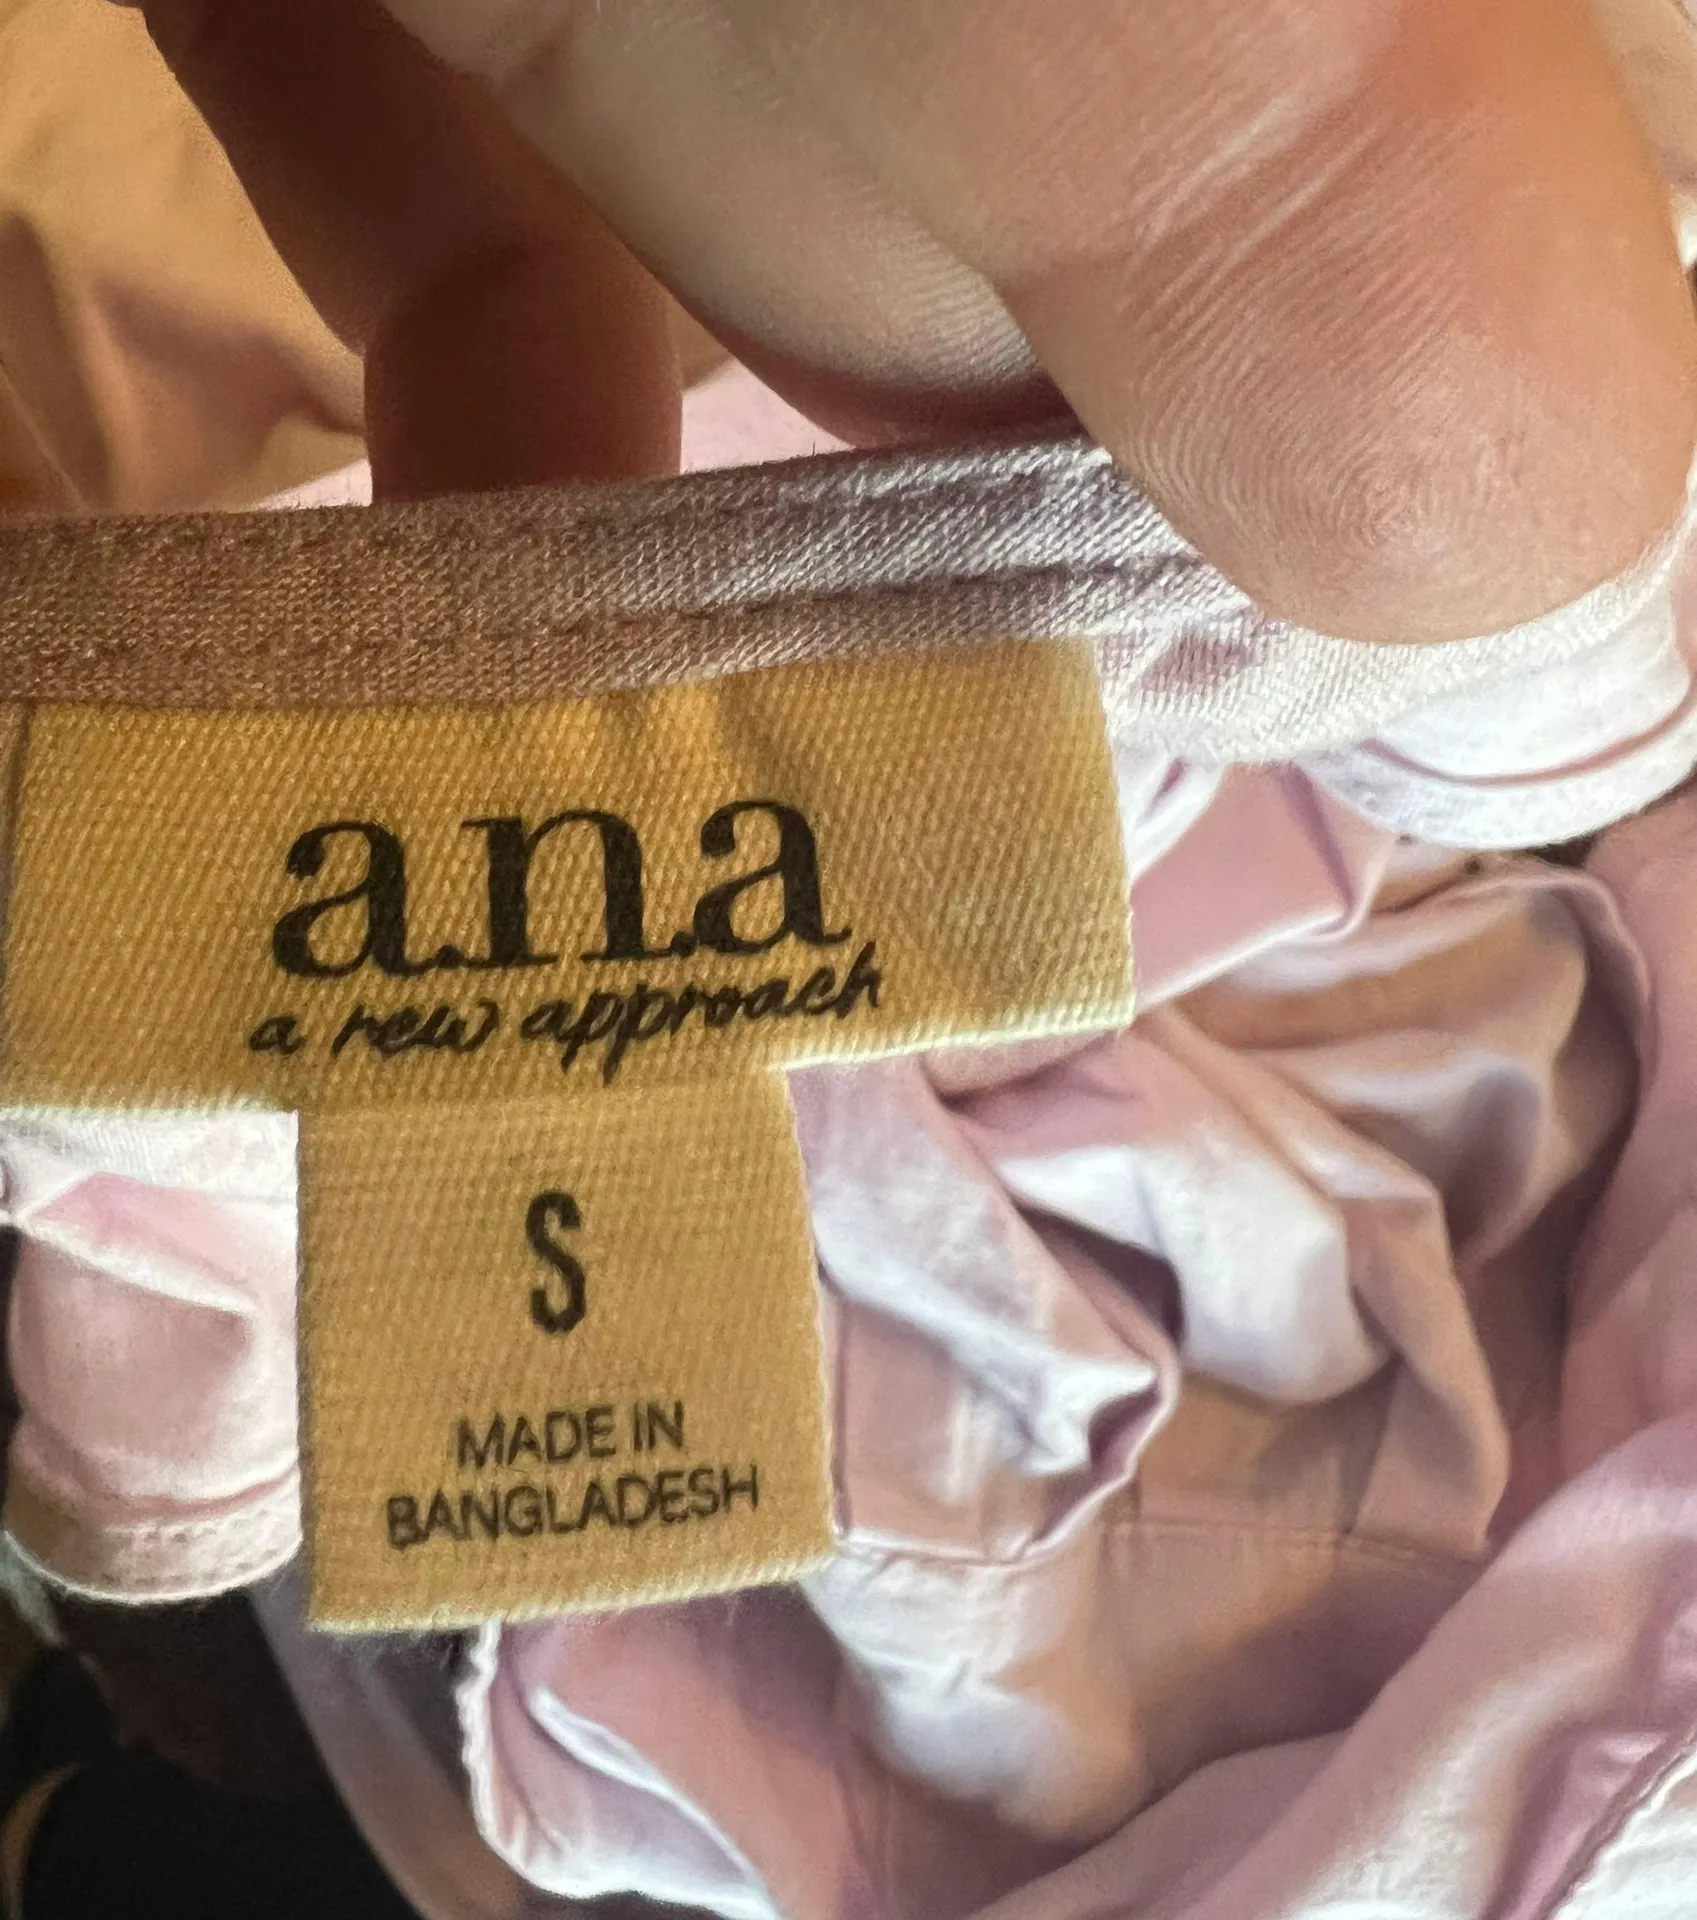 a.n.a
a new approach
S
MADE IN
BANGLADESH